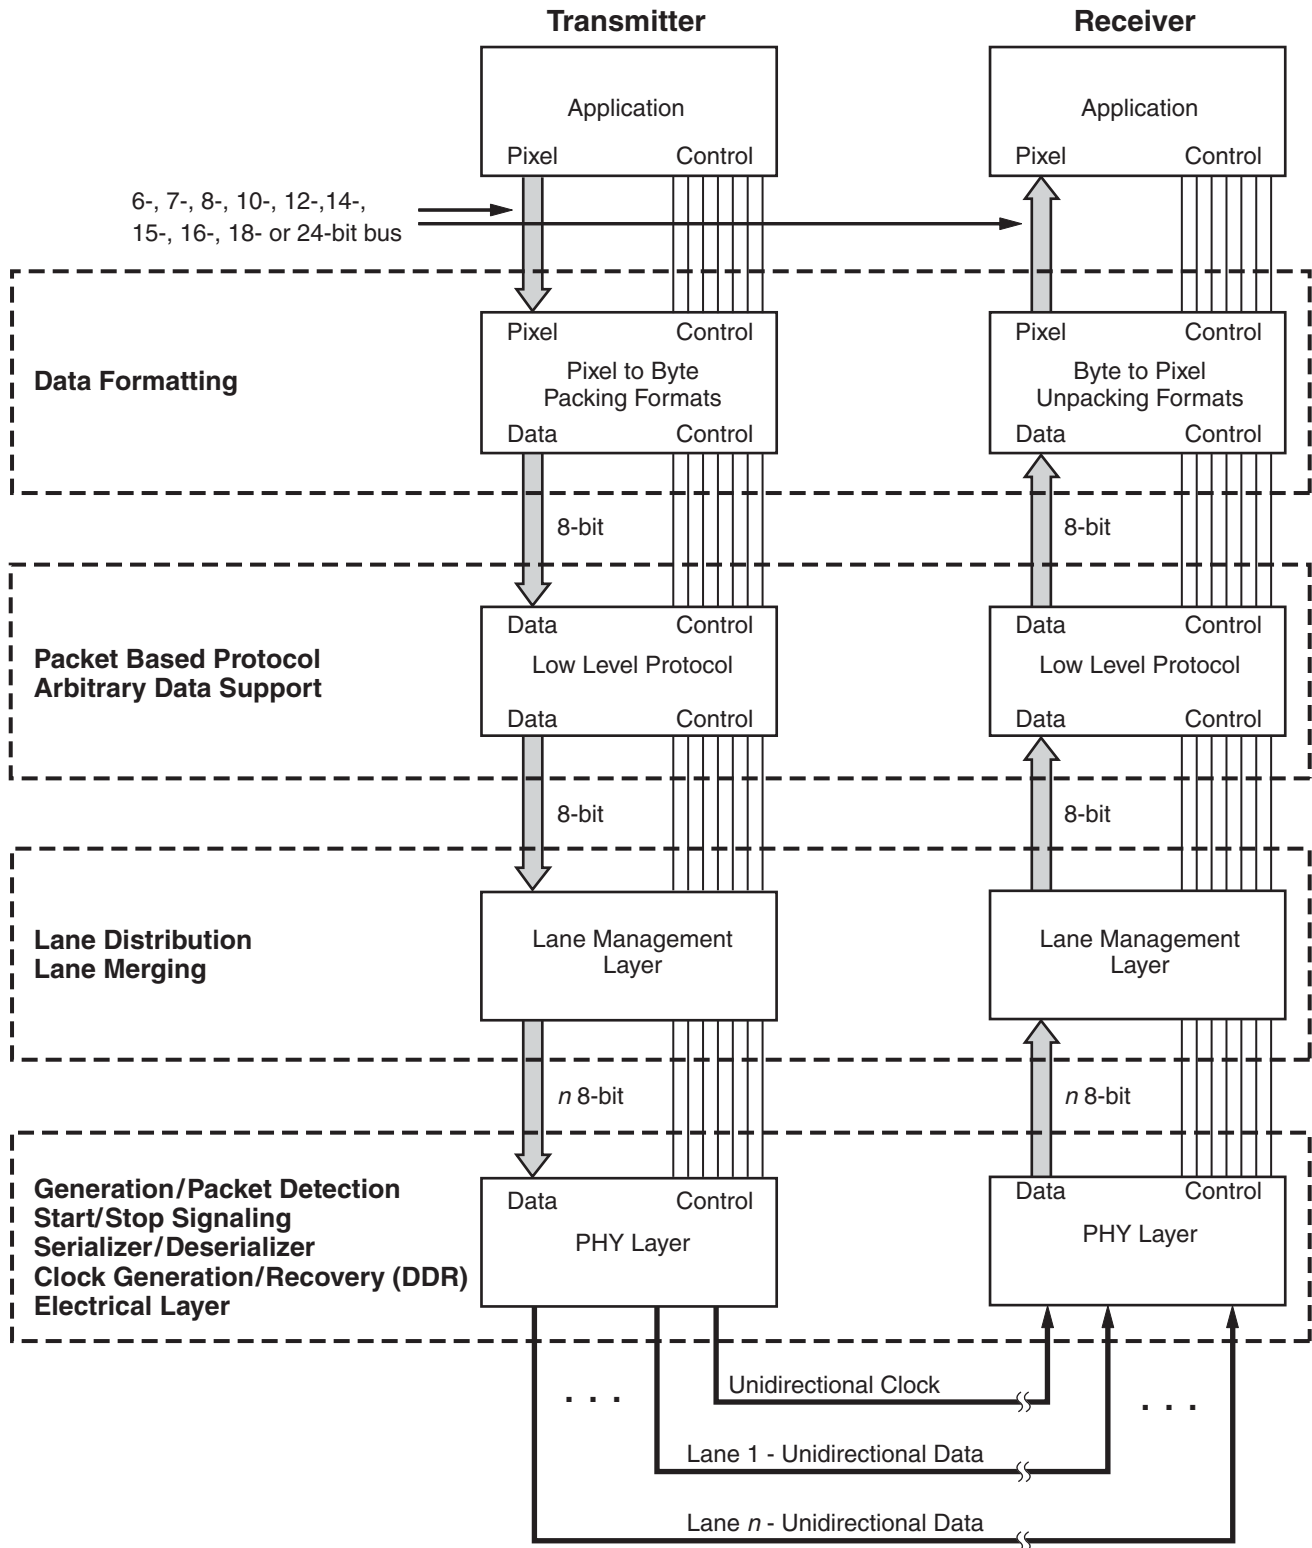 Transmitter
Receiver
Application
Pixel
Control
Application
Pixel
Control
6-, 7-, 8-, 10-, 12-,14-,
15-, 16-, 18- or 24-bit bus
Data Formatting
Pixel
Control
Pixel to Byte
Packing Formats
Data
Control
Pixel
Control
Byte to Pixel
Unpacking Formats
Data
Control
8-bit
8-bit
Packet Based Protocol
Arbitrary Data Support
Data
Control
Low Level Protocol
Data
Control
Data
Control
Low Level Protocol
Data
Control
8-bit
8-bit
Lane Distribution
Lane Merging
Lane Management
Layer
Lane Management
Layer
n 8-bit
n 8-bit
Generation/Packet Detection
Start/Stop Signaling
Serializer/Deserializer
Clock Generation/Recovery (DDR)
Electrical Layer
Data
Control
PHY Layer
Data
Control
PHY Layer
. . .
Unidirectional Clock
. . .
Lane 1 - Unidirectional Data
Lane n - Unidirectional Data